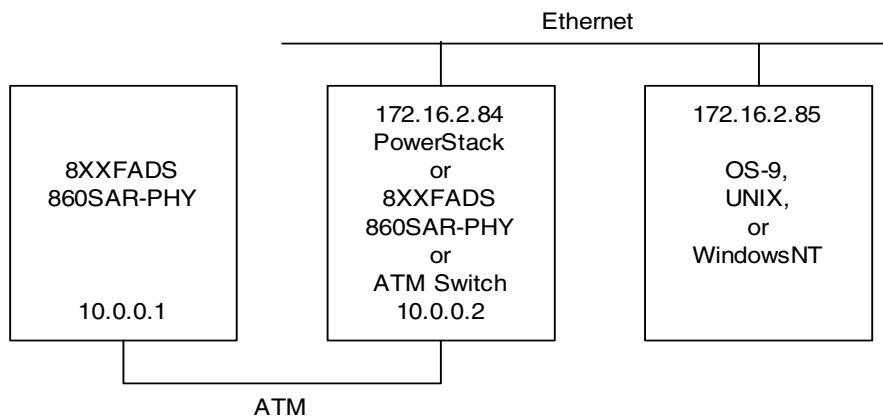 Ethernet
8XXFADS
860SAR-PHY
10.0.0.1
172.16.2.84
PowerStack
or
8XXFADS
860SAR-PHY
or
ATM Switch
10.0.0.2
172.16.2.85
OS-9,
UNIX,
or
WindowsNT
ATM